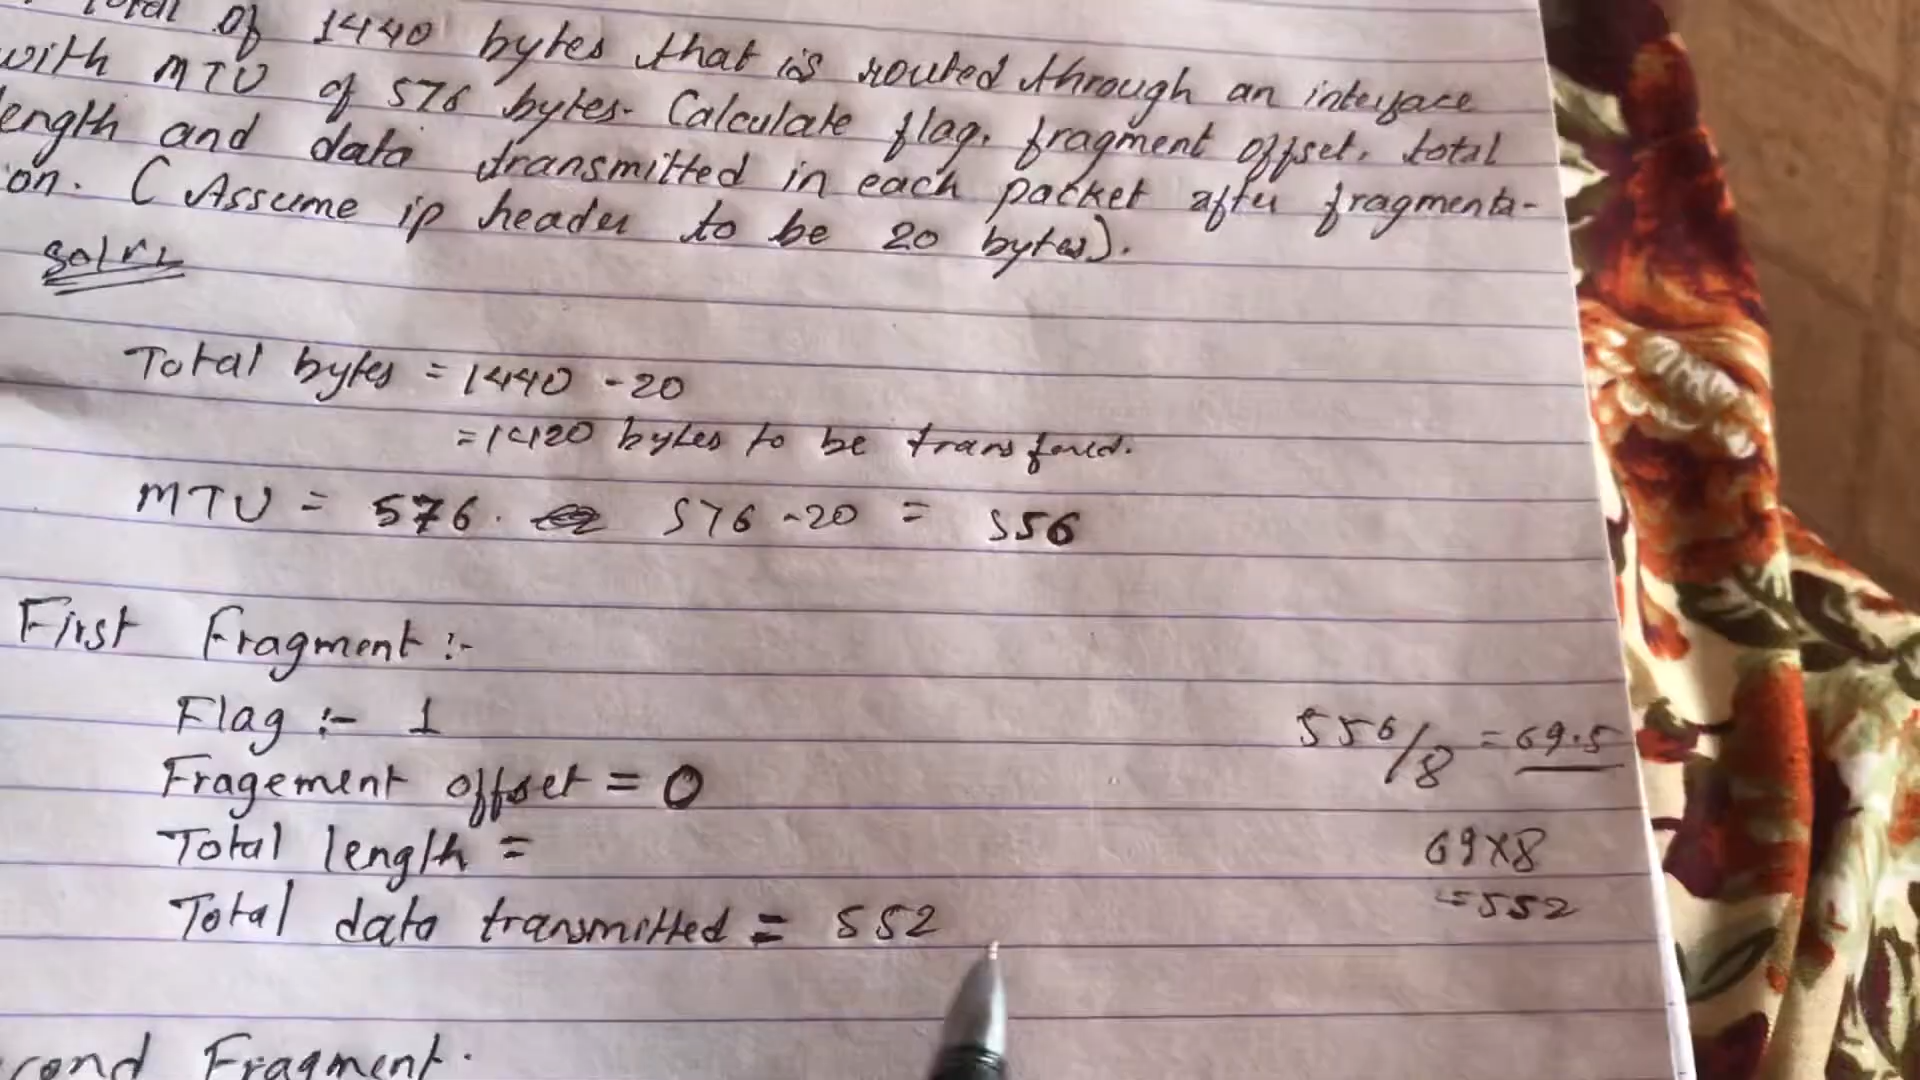 total of 1440 bytes that is routed through an interface
with MTU of 576 bytes. Calculate flag, fragment offset, total
length and data transmitted in each packet after fragmenta-
on. (Assume ip header to be 20 bytes).
Total bytes = 1440 - 20
= 1420 bytes to be
MTU = 576. 576 - 20 = 556
First Fragment :-
Flag :- 1
Fragement offset = 0
Total length =
Total data transmitted = 552
556/8 = 69.5
69x8
=552
cond Fragment.